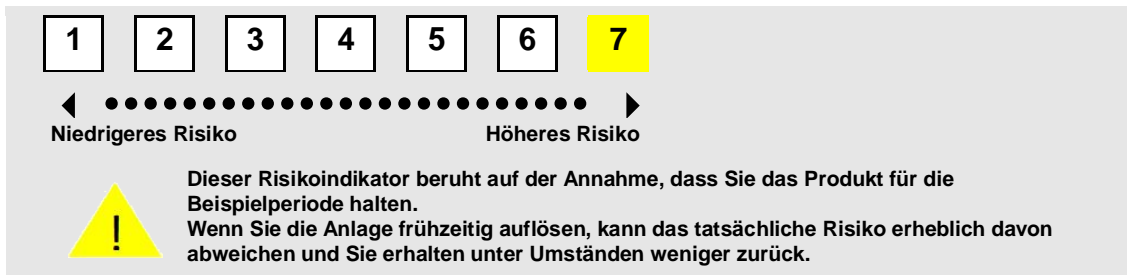 1 2 3 4 5 6 7
Niedrigeres Risiko Höheres Risiko
Dieser Risikoindikator beruht auf der Annahme, dass Sie das Produkt für die
Beispielperiode halten.
Wenn Sie die Anlage frühzeitig auflösen, kann das tatsächliche Risiko erheblich davon
abweichen und Sie erhalten unter Umständen weniger zurück.
!